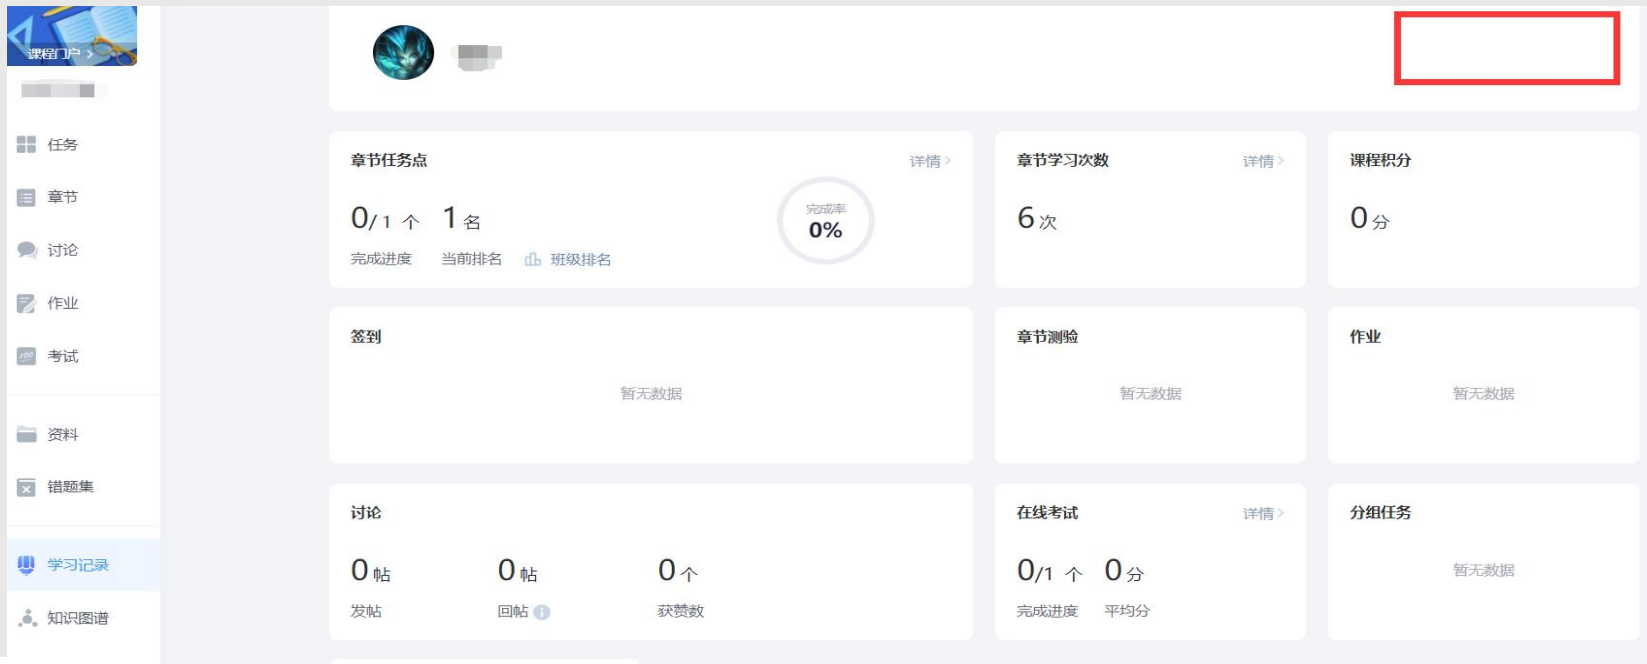 课程门户 >
任务
章节
讨论
作业
考试
资料
错题集
学习记录
知识图谱
章节任务点 详情 >
0/ 1 个 1 名
完成进度 当前排名 班级排名
完成率
0%
章节学习次数 详情 >
6 次
课程积分
0 分
签到
暂无数据
章节测验
暂无数据
作业
暂无数据
讨论
0 帖 0 帖 0 个
发帖 回帖 获赞数
在线考试 详情 >
0/1 个 0 分
完成进度 平均分
分组任务
暂无数据